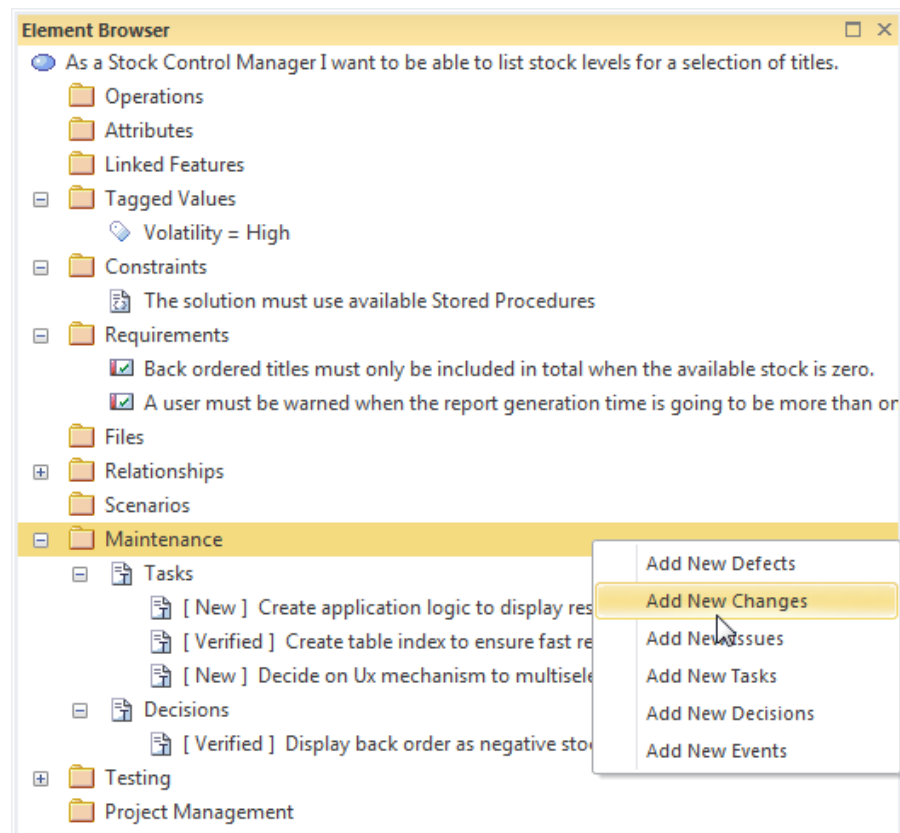 Element Browser
As a Stock Control Manager I want to be able to list stock levels for a selection of titles.
Operations
Attributes
Linked Features
Tagged Values
Volatility = High
Constraints
The solution must use available Stored Procedures
Requirements
Back ordered titles must only be included in total when the available stock is zero.
A user must be warned when the report generation time is going to be more than
Files
Relationships
Scenarios
Maintenance
Tasks
[ New ] Create application logic to display
[ Verified ] Create table index to ensure fast
[ New ] Decide on Ux mechanism to
Decisions
[ Verified ] Display back order as negative
Testing
Project Management
Add New Defects
Add New Changes
Add New Issues
Add New Tasks
Add New Decisions
Add New Events